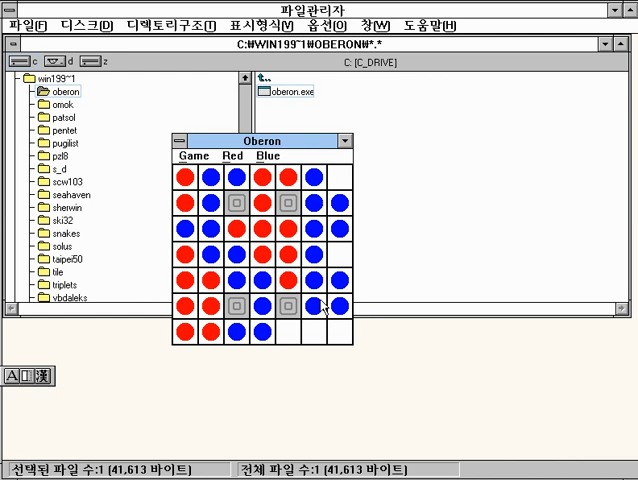 파일관리자
파일(F) 디스크(D) 디렉토리구조(T) 표시형식(V) 옵션(O) 창(W) 도움말(H)
C:₩WIN199~1₩OBERON₩*.*
c d z C: [C_DRIVE]
win199~1
oberon
omok
patsol
pentet
pugilist
pzl8
s_d
scw103
seahaven
sherwin
ski32
snakes
solus
taipei50
tile
triplets
vbdaleks
oberon.exe
Oberon
Game Red Blue
A 漢
선택된 파일 수:1 (41,613 바이트) 전체 파일 수:1 (41,613 바이트)